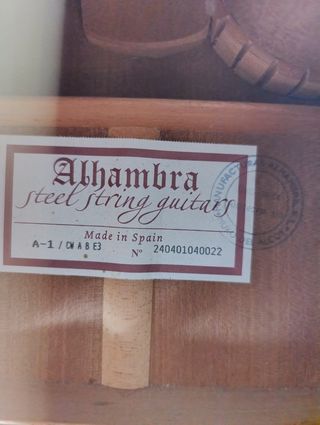 Alhambra
steel string guitars
Made in Spain
A-1 / CW A B E3
Nº 240401040022